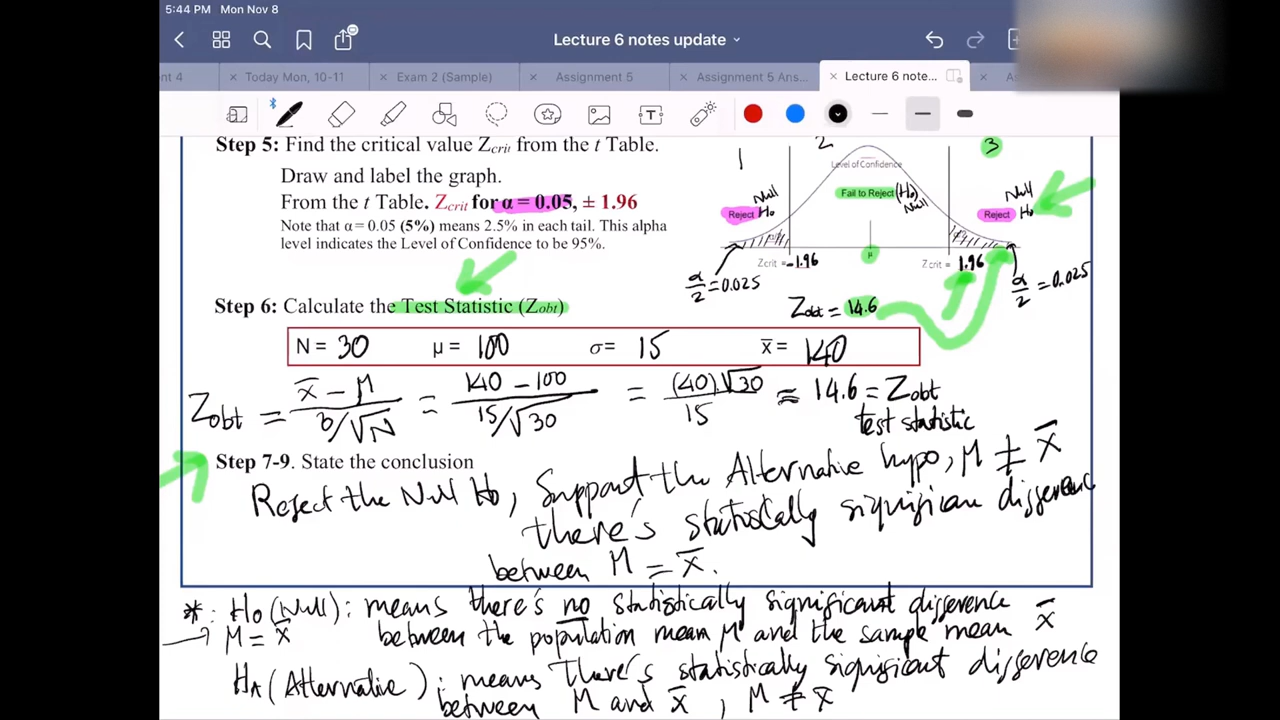 5:44 PM Mon Nov 8
Lecture 6 notes update
nt 4
Today Mon, 10-11
Exam 2 (Sample)
Assignment 5
Assignment 5 Ans...
Lecture 6 note...
Step 5: Find the critical value Zcrit from the t Table.
Draw and label the graph.
From the t Table. Zcrit for α = 0.05, ± 1.96
Note that α = 0.05 (5%) means 2.5% in each tail. This alpha
level indicates the Level of Confidence to be 95%.
1 2 3
Level of Confidence
Fail to Reject (H0) Null
Null
Reject H0
Null
Reject H0
Zcrit = -1.96 μ Zcrit = 1.96
α/2 = 0.025
α/2 = 0.025
Zobt = 14.6
Step 6: Calculate the Test Statistic (Zobt)
N = 30 μ = 100 σ = 15 x̄ = 140
Zobt = (x̄ - μ)/(σ/√N) = (140 - 100)/(15/√30) = (40).√30/15 ≈ 14.6 = Zobt
test statistic
Step 7-9. State the conclusion
Reject the Null H0, Support the Alternative hypo, μ ≠ x̄
there's statistically significan difference
between μ = x̄.
*: H0 (Null): means there's no statistically significant difference
→ μ = x̄ between the population mean μ and the sample mean x̄
HA (Alternative): means There's statistically significant difference
between μ and x̄, μ ≠ x̄